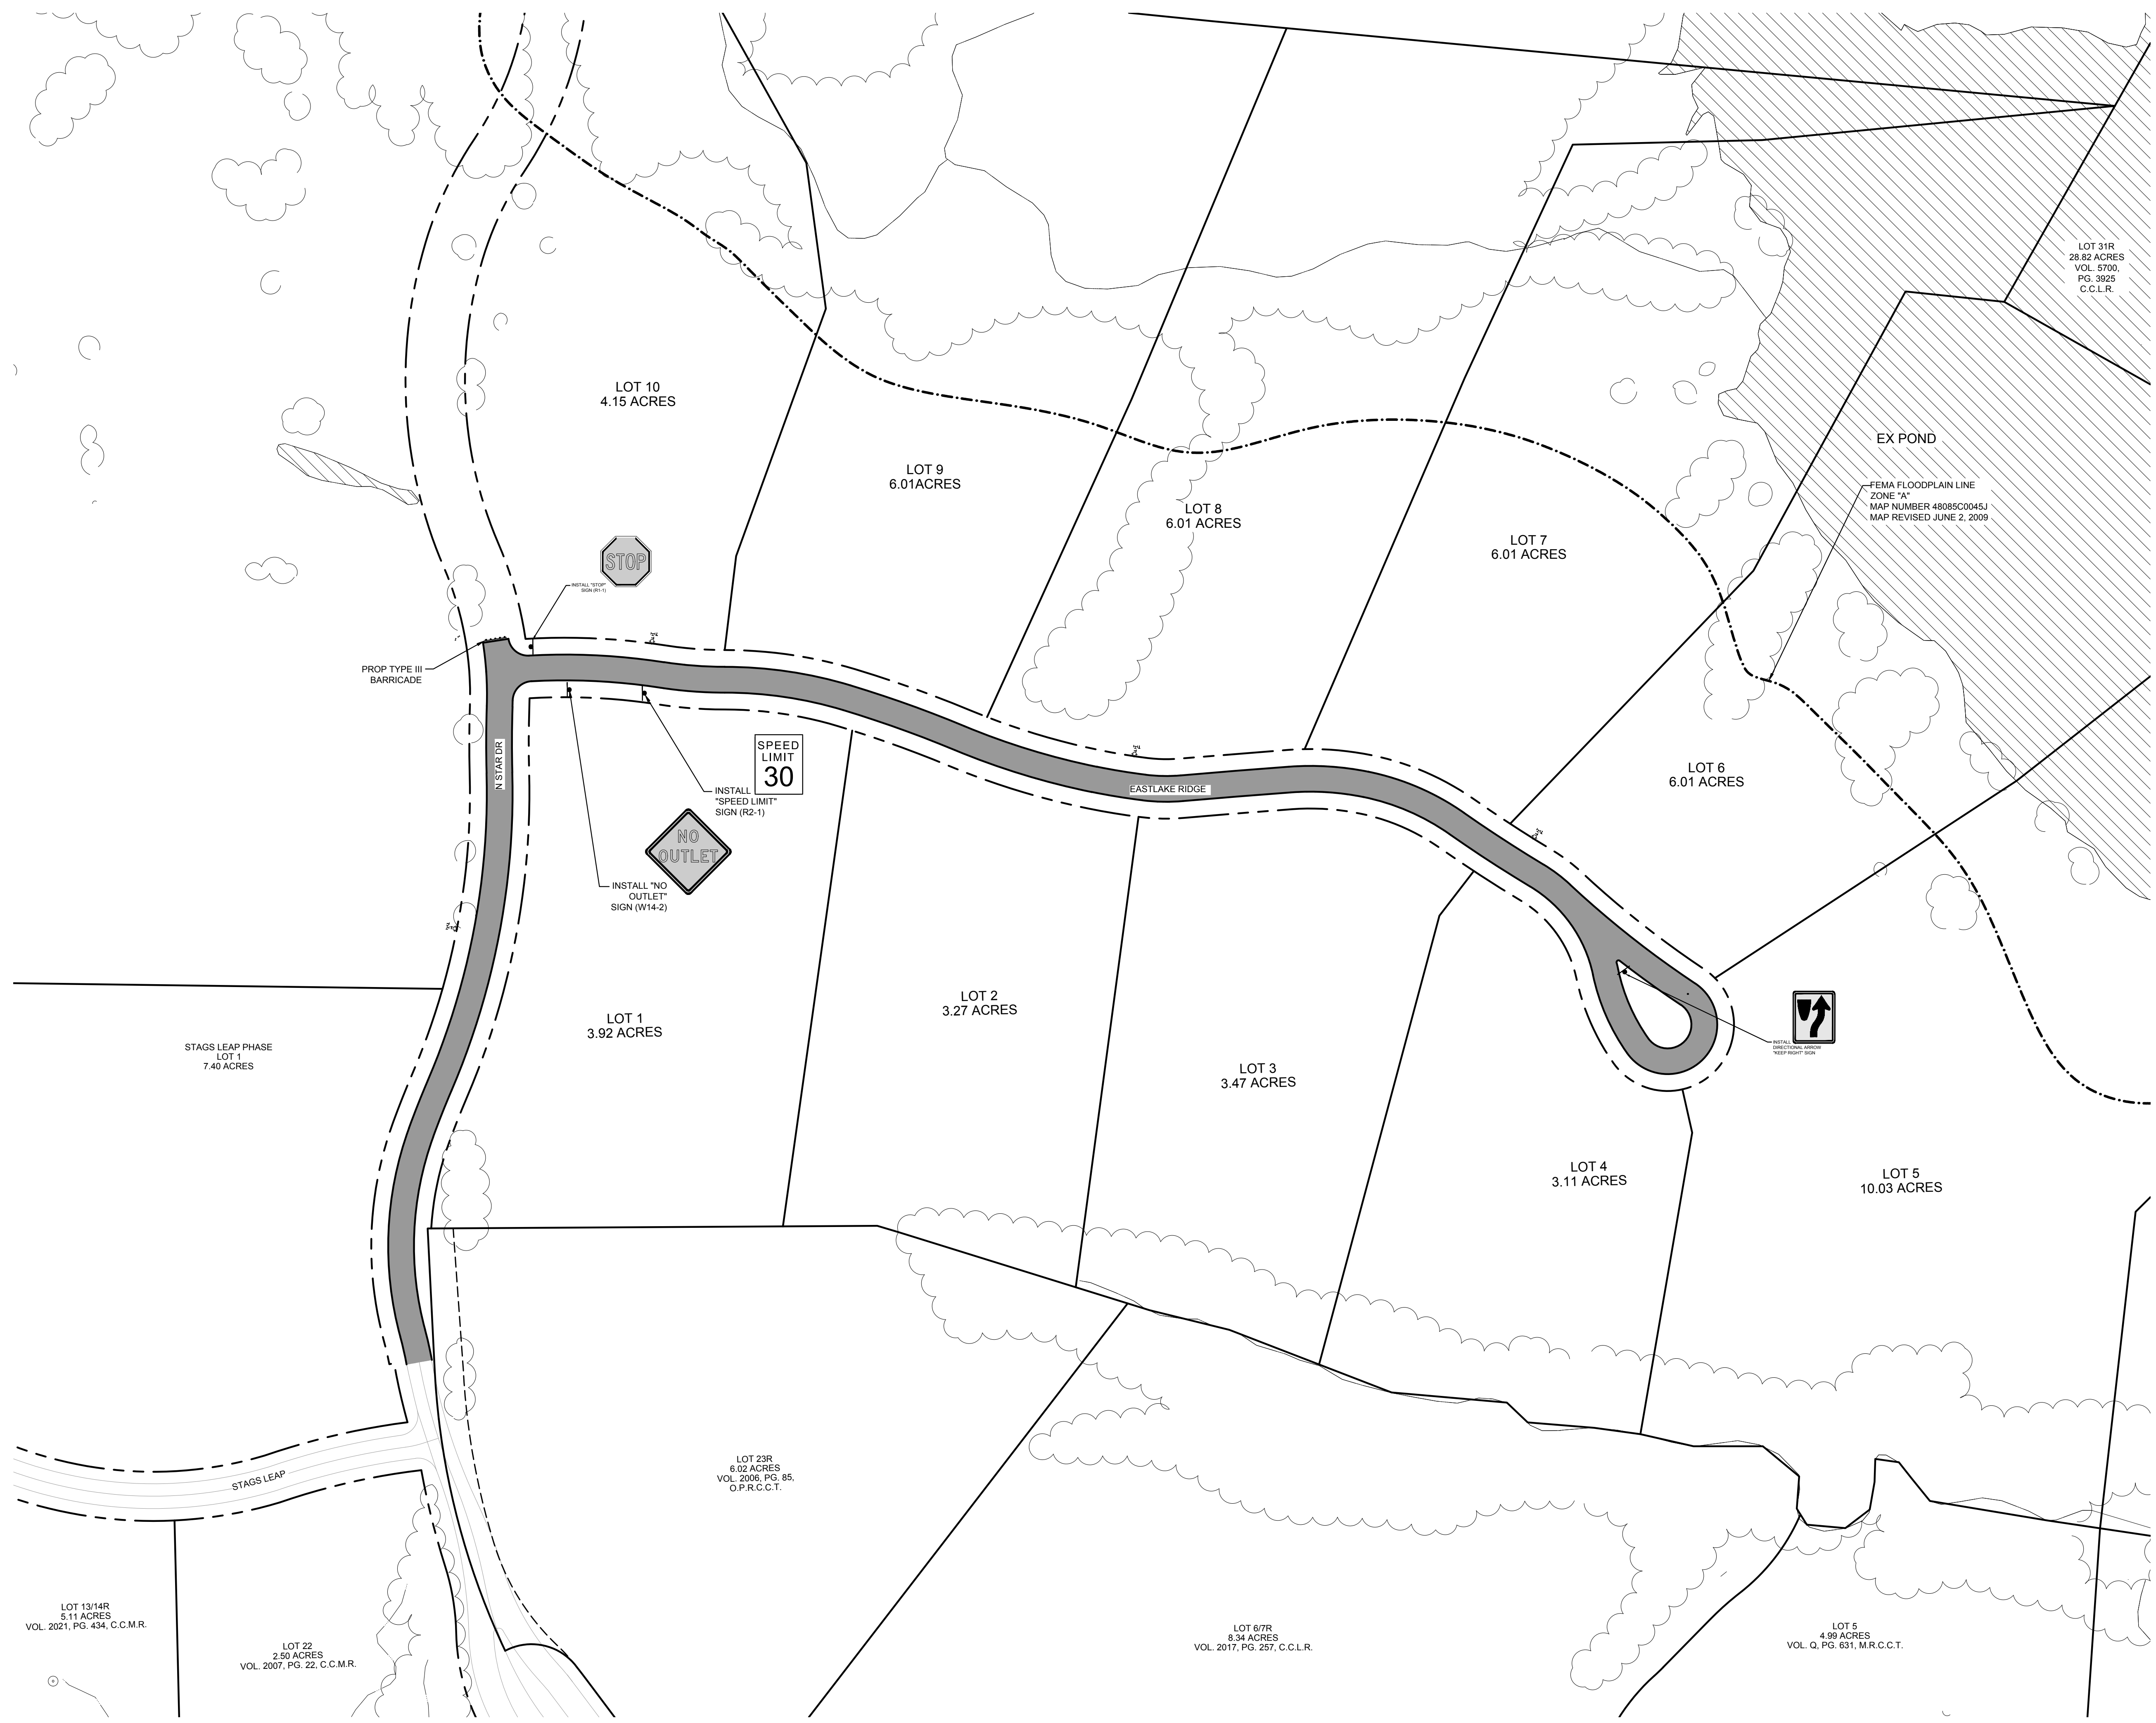 LOT 31R
28.82 ACRES
VOL. 5700,
PG. 3925
C.C.L.R.
LOT 10
4.15 ACRES
LOT 9
6.01ACRES
LOT 8
6.01 ACRES
LOT 7
6.01 ACRES
EX POND
FEMA FLOODPLAIN LINE
ZONE "A"
MAP NUMBER 48085C0045J
MAP REVISED JUNE 2, 2009
STOP
INSTALL "STOP"
SIGN (R1-1)
PROP TYPE III
BARRICADE
N STAR DR
SPEED
LIMIT
30
INSTALL
"SPEED LIMIT"
SIGN (R2-1)
EASTLAKE RIDGE
LOT 6
6.01 ACRES
NO
OUTLET
INSTALL "NO
OUTLET"
SIGN (W14-2)
LOT 1
3.92 ACRES
LOT 2
3.27 ACRES
LOT 3
3.47 ACRES
INSTALL
DIRECTIONAL ARROW
"KEEP RIGHT" SIGN
STAGS LEAP PHASE
LOT 1
7.40 ACRES
LOT 4
3.11 ACRES
LOT 5
10.03 ACRES
STAGS LEAP
LOT 23R
6.02 ACRES
VOL. 2006, PG. 85,
O.P.R.C.C.T.
LOT 13/14R
5.11 ACRES
VOL. 2021, PG. 434, C.C.M.R.
LOT 22
2.50 ACRES
VOL. 2007, PG. 22, C.C.M.R.
LOT 6/7R
8.34 ACRES
VOL. 2017, PG. 257, C.C.L.R.
LOT 5
4.99 ACRES
VOL. Q, PG. 631, M.R.C.C.T.